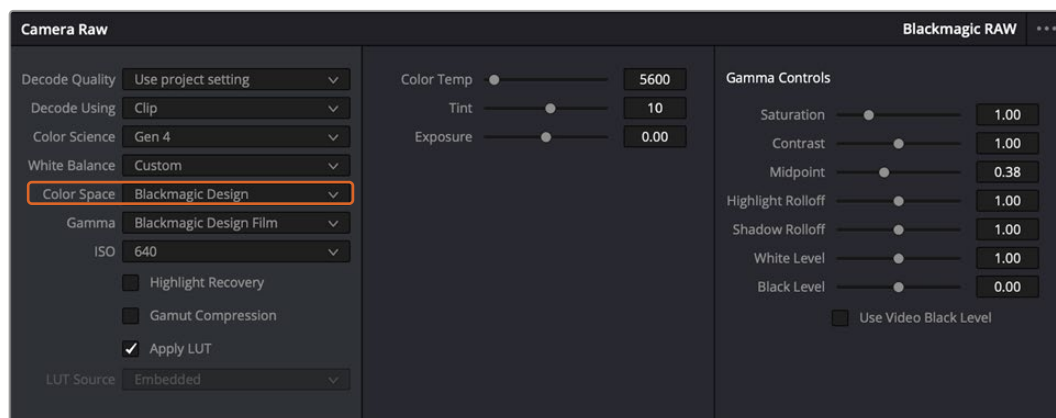 Camera Raw
Blackmagic RAW
Decode Quality Use project setting
Decode Using Clip
Color Science Gen 4
White Balance Custom
Color Space Blackmagic Design
Gamma Blackmagic Design Film
ISO 640
Highlight Recovery
Gamut Compression
Apply LUT
LUT Source Embedded
Color Temp 5600
Tint 10
Exposure 0.00
Gamma Controls
Saturation 1.00
Contrast 1.00
Midpoint 0.38
Highlight Rolloff 1.00
Shadow Rolloff 1.00
White Level 1.00
Black Level 0.00
Use Video Black Level